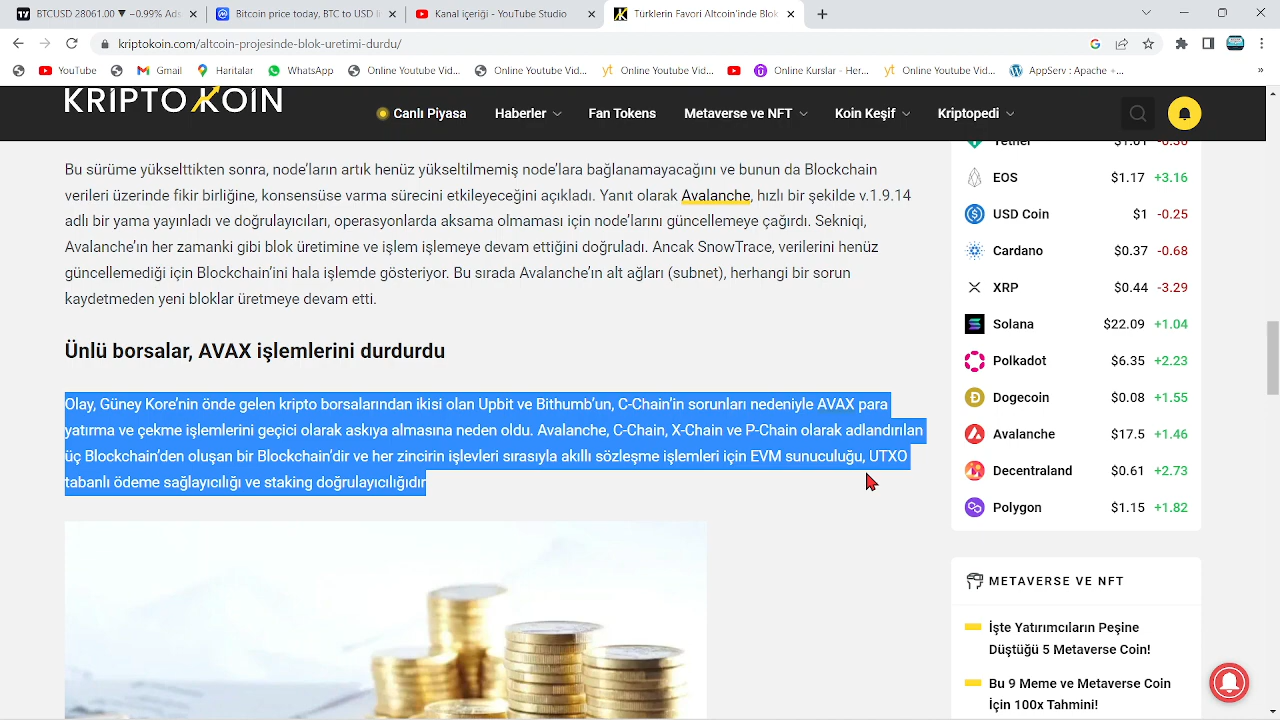 BTCUSD 28061.00 ▼ −0.99% Ads
Bitcoin price today, BTC to USD li
Kanal içeriği - YouTube Studio
Türklerin Favori Altcoin'inde Blok
kriptokoin.com/altcoin-projesinde-blok-uretimi-durdu/
YouTube
Gmail
Haritalar
WhatsApp
Online Youtube Vid...
Online Youtube Vid...
Online Youtube Vid...
Online Kurslar - Her...
Online Youtube Vid...
AppServ : Apache +...
»
KRIPTOKOIN
Canlı Piyasa
Haberler
Fan Tokens
Metaverse ve NFT
Koin Keşif
Kriptopedi
Bu sürüme yükselttikten sonra, node'ların artık henüz yükseltilmemiş node'lara bağlanamayacağını ve bunun da Blockchain
verileri üzerinde fikir birliğine, konsensüse varma sürecini etkileyeceğini açıkladı. Yanıt olarak Avalanche, hızlı bir şekilde v.1.9.14
adlı bir yama yayınladı ve doğrulayıcıları, operasyonlarda aksama olmaması için node'larını güncellemeye çağırdı. Sekniqi,
Avalanche'ın her zamanki gibi blok üretimine ve işlem işlemeye devam ettiğini doğruladı. Ancak SnowTrace, verilerini henüz
güncellemediği için Blockchain'ini hala işlemde gösteriyor. Bu sırada Avalanche'ın alt ağları (subnet), herhangi bir sorun
kaydetmeden yeni bloklar üretmeye devam etti.
Ünlü borsalar, AVAX işlemlerini durdurdu
Olay, Güney Kore'nin önde gelen kripto borsalarından ikisi olan Upbit ve Bithumb'un, C-Chain'in sorunları nedeniyle AVAX para
yatırma ve çekme işlemlerini geçici olarak askıya almasına neden oldu. Avalanche, C-Chain, X-Chain ve P-Chain olarak adlandırılan
üç Blockchain'den oluşan bir Blockchain'dir ve her zincirin işlevleri sırasıyla akıllı sözleşme işlemleri için EVM sunuculuğu, UTXO
tabanlı ödeme sağlayıcılığı ve staking doğrulayıcılığıdır
Tether $1.01 -0.30
EOS $1.17 +3.16
USD Coin $1 -0.25
Cardano $0.37 -0.68
XRP $0.44 -3.29
Solana $22.09 +1.04
Polkadot $6.35 +2.23
Dogecoin $0.08 +1.55
Avalanche $17.5 +1.46
Decentraland $0.61 +2.73
Polygon $1.15 +1.82
METAVERSE VE NFT
İşte Yatırımcıların Peşine
Düştüğü 5 Metaverse Coin!
Bu 9 Meme ve Metaverse Coin
İçin 100x Tahmini!